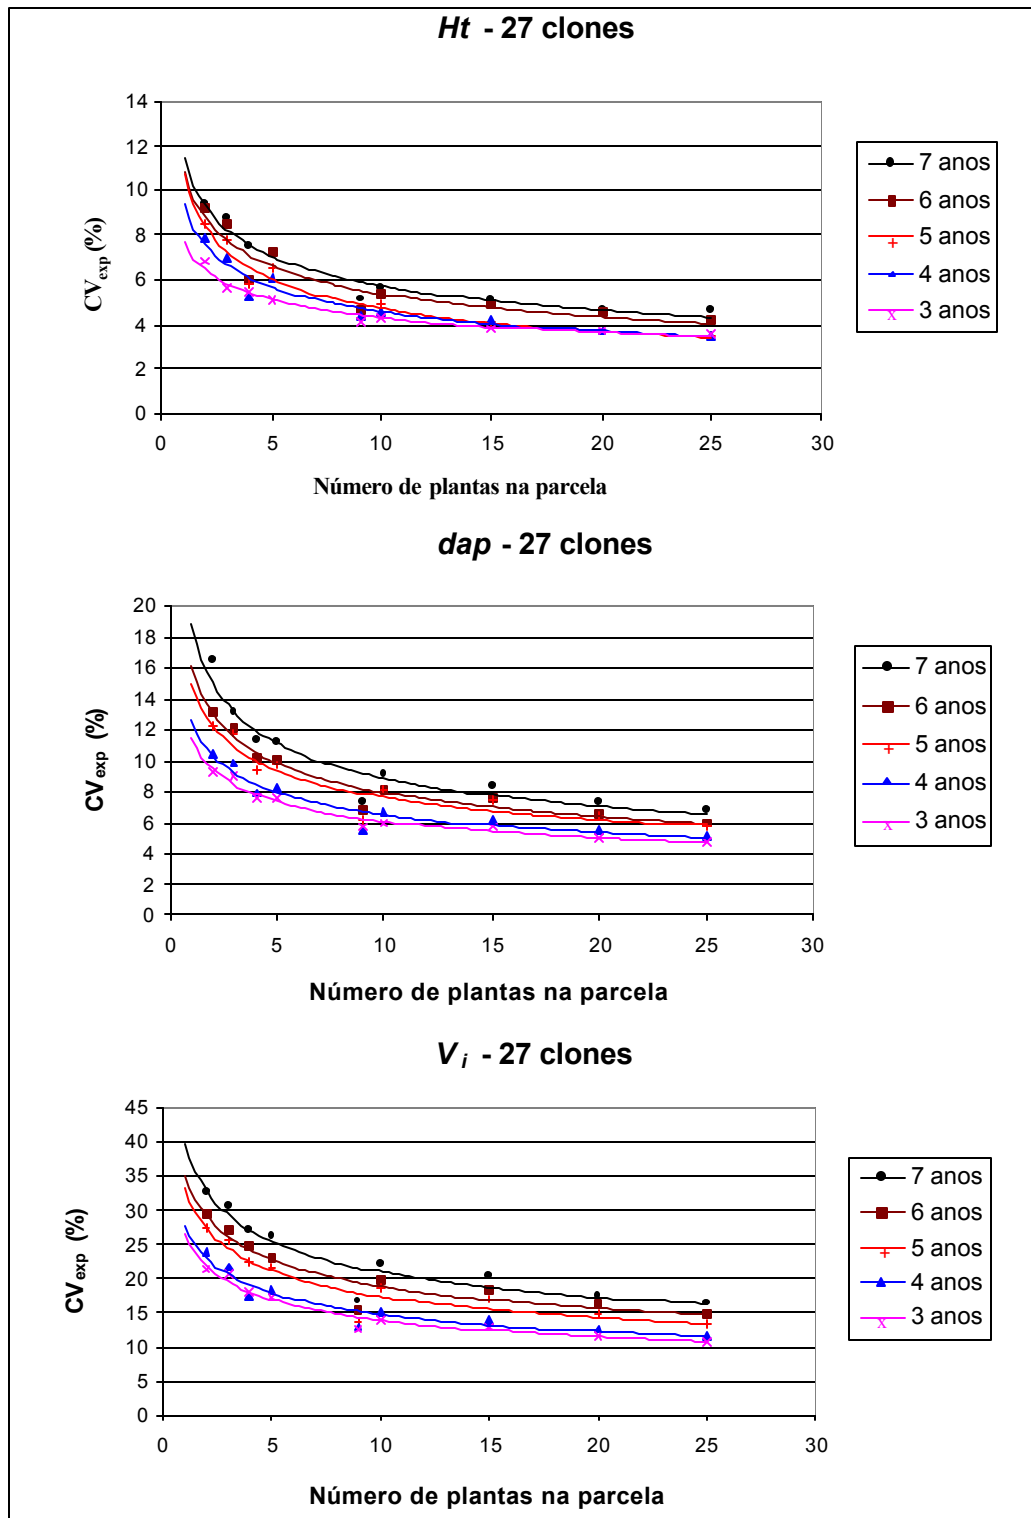 Ht - 27 clones
14
12
10
8
6
4
2
0
0 5 10 15 20 25 30
CVexp (%)
Número de plantas na parcela
7 anos
6 anos
5 anos
4 anos
3 anos
dap - 27 clones
20
18
16
14
12
10
8
6
4
2
0
0 5 10 15 20 25 30
CVexp (%)
Número de plantas na parcela
7 anos
6 anos
5 anos
4 anos
3 anos
Vi - 27 clones
45
40
35
30
25
20
15
10
5
0
0 5 10 15 20 25 30
CVexp (%)
Número de plantas na parcela
7 anos
6 anos
5 anos
4 anos
3 anos